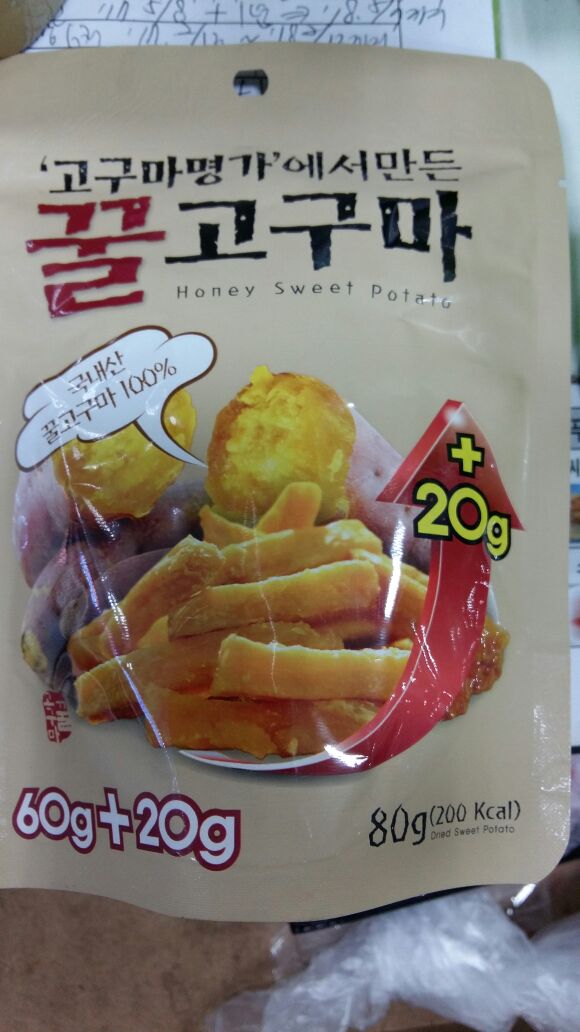 '고구마명가'에서만든
꿀고구마
Honey Sweet Potato
국내산
꿀고구마 100%
+
20g
60g+20g
80g(200 Kcal)
Dried Sweet Potato